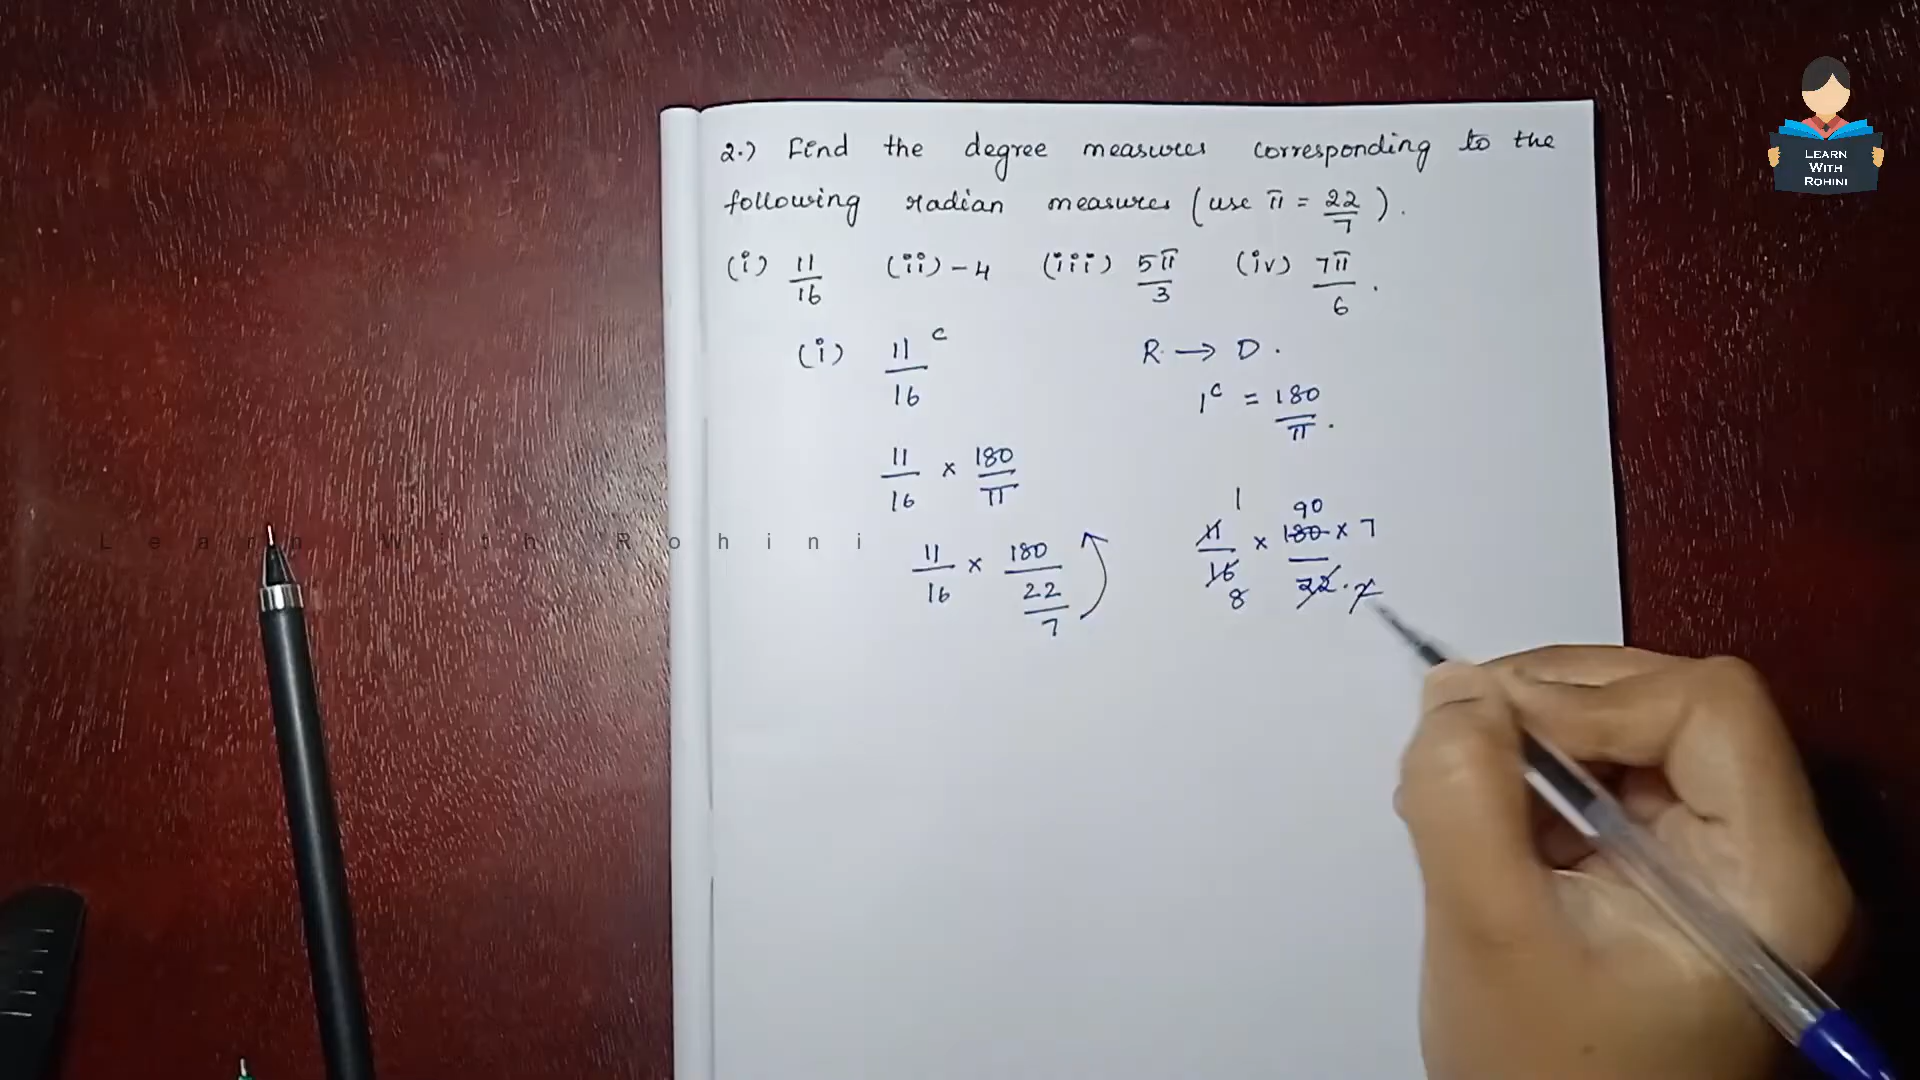 2.) Find the degree measures corresponding to the
following radian measures (use π = 22/7).
(i) 11/16 (ii) -4 (iii) 5π/3 (iv) 7π/6.
(i) 11/16 ᶜ
R → D.
1ᶜ = 180/π.
11/16 × 180/π
11/16 × 180/22/7
1 90
11/16 × 180 × 7/22
8
Learn With Rohini
LEARN
WITH
ROHINI